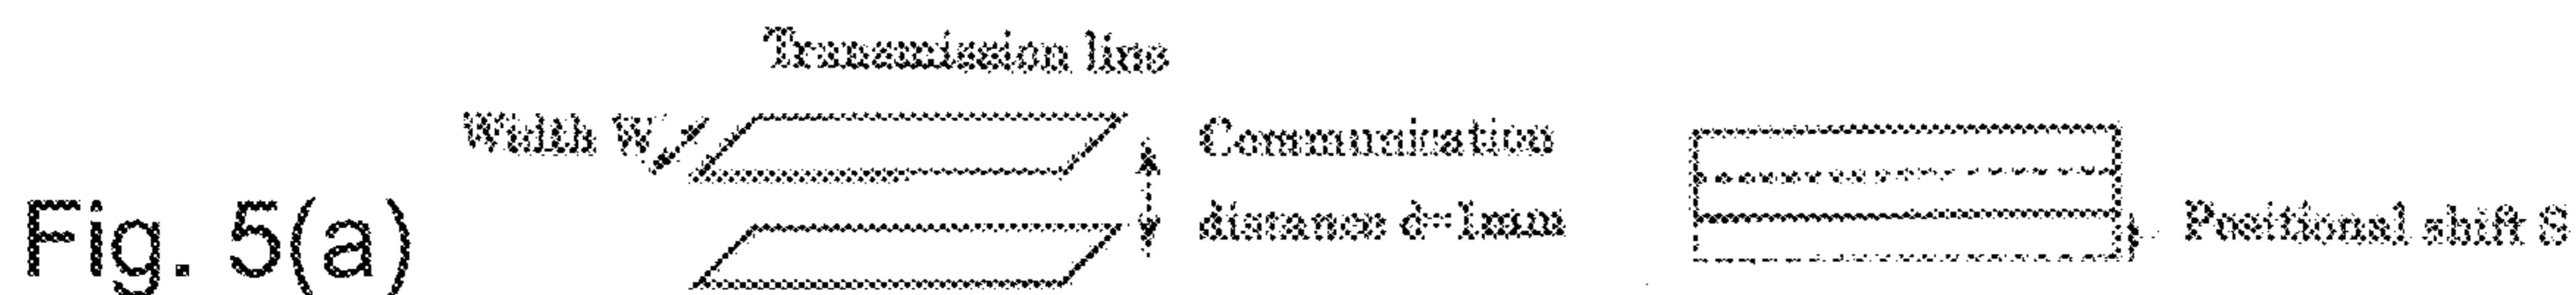 Transmission line
Width W
Communication
distance d=1mm
Positional shift S
Fig. 5(a)